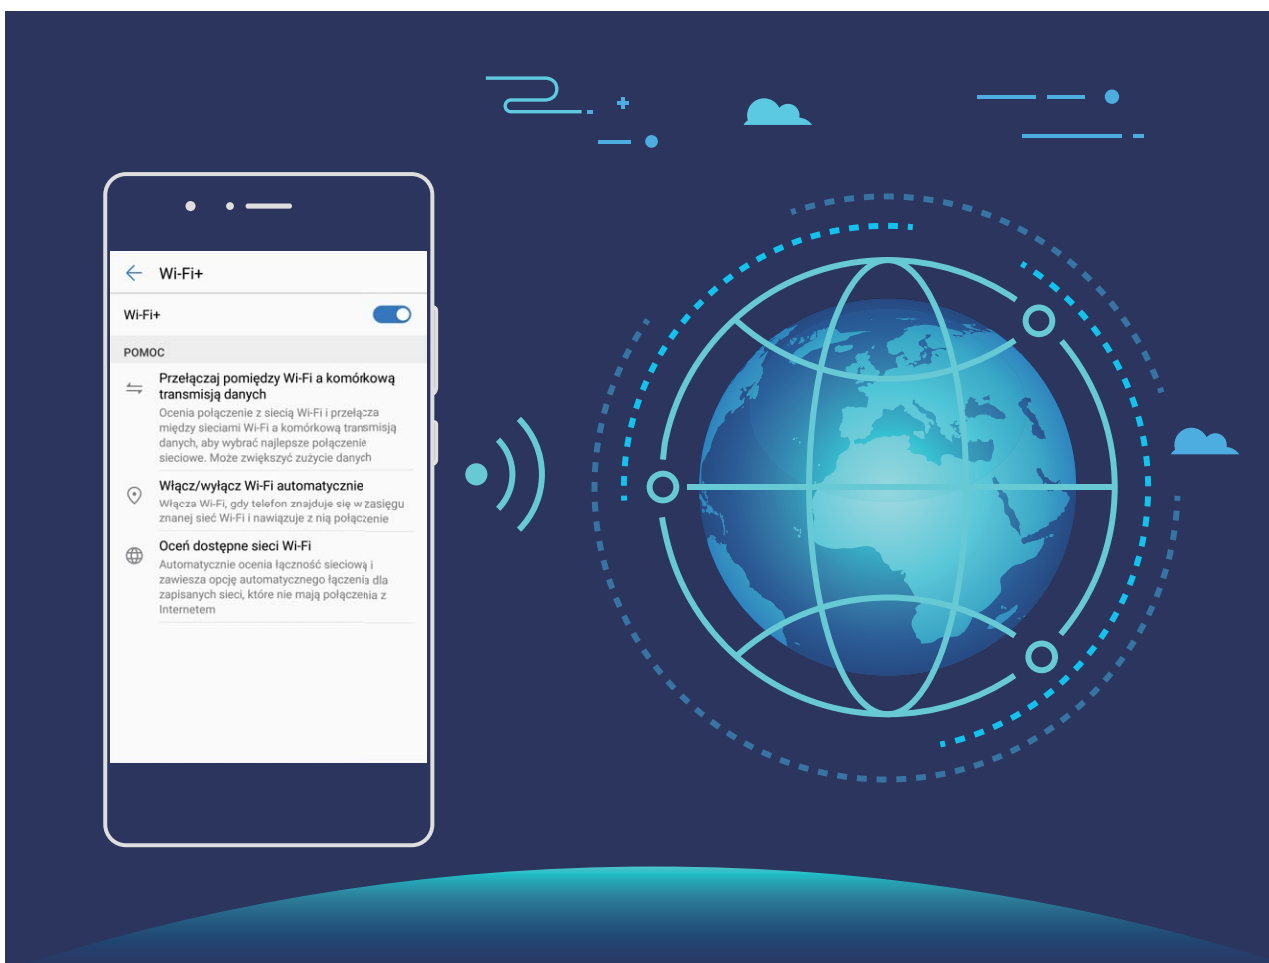 Wi-Fi+
Wi-Fi+
POMOC
Przełączaj pomiędzy Wi-Fi a komórkową
transmisją danych
Ocenia połączenie z siecią Wi-Fi i przełącza
między sieciami Wi-Fi a komórkową transmisją
danych, aby wybrać najlepsze połączenie
sieciowe. Może zwiększyć zużycie danych
Włącz/wyłącz Wi-Fi automatycznie
Włącza Wi-Fi, gdy telefon znajduje się w zasięgu
znanej sieć Wi-Fi i nawiązuje z nią połączenie
Oceń dostępne sieci Wi-Fi
Automatycznie ocenia łączność sieciową i
zawiesza opcję automatycznego łączenia dla
zapisanych sieci, które nie mają połączenia z
Internetem